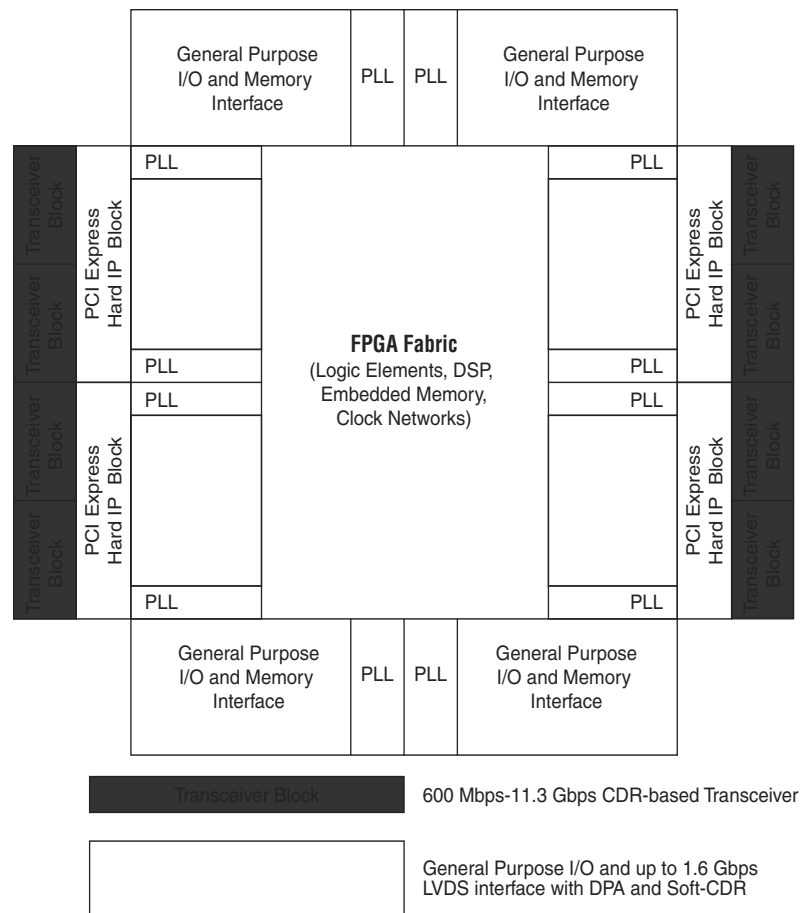 General Purpose
I/O and Memory
Interface
PLL
PLL
General Purpose
I/O and Memory
Interface
Transceiver
Block
Transceiver
Block
Transceiver
Block
Transceiver
Block
PCI Express
Hard IP Block
PCI Express
Hard IP Block
PLL
PLL
PLL
PLL
FPGA Fabric
(Logic Elements, DSP,
Embedded Memory,
Clock Networks)
PLL
PLL
PLL
PLL
PCI Express
Hard IP Block
PCI Express
Hard IP Block
Transceiver
Block
Transceiver
Block
Transceiver
Block
Transceiver
Block
General Purpose
I/O and Memory
Interface
PLL
PLL
General Purpose
I/O and Memory
Interface
Transceiver Block
600 Mbps-11.3 Gbps CDR-based Transceiver
General Purpose I/O and up to 1.6 Gbps
LVDS interface with DPA and Soft-CDR